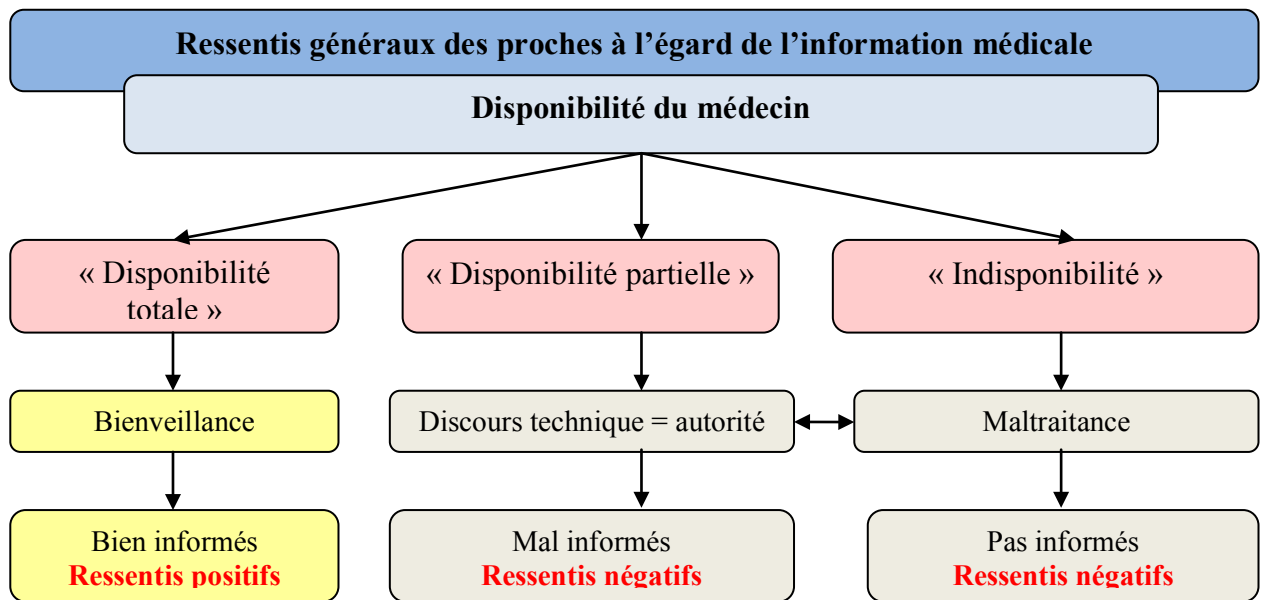 Ressentis généraux des proches à l’égard de l’information médicale
Disponibilité du médecin
« Disponibilité
totale »
« Disponibilité partielle »
« Indisponibilité »
Bienveillance
Discours technique = autorité
Maltraitance
Bien informés
Ressentis positifs
Mal informés
Ressentis négatifs
Pas informés
Ressentis négatifs